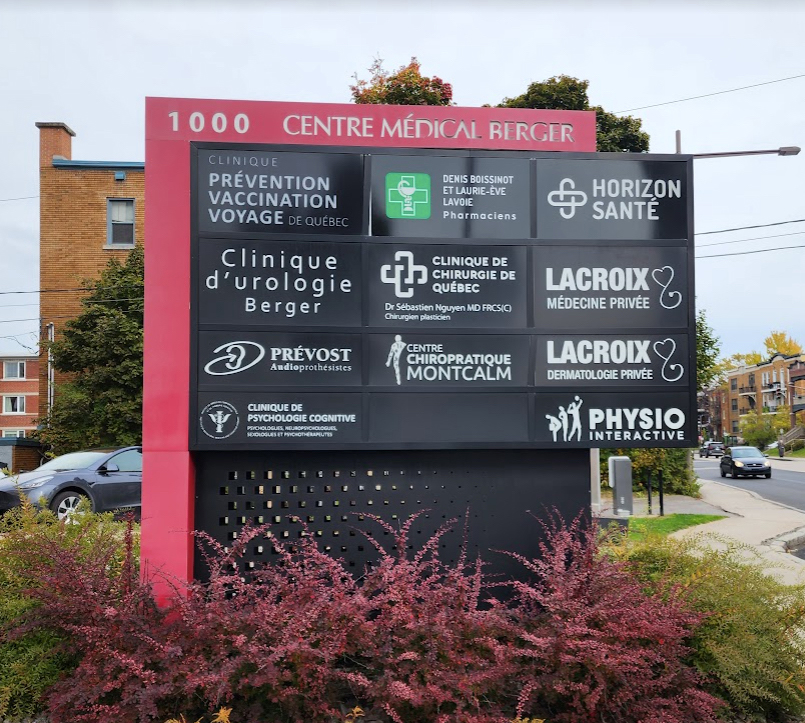 1000 CENTRE MÉDICAL BERGER
CLINIQUE
PRÉVENTION
VACCINATION
VOYAGE DE QUÉBEC
DENIS BOISSINOT
ET LAURIE-ÈVE
LAVOIE
Pharmaciens
HORIZON
SANTÉ
Clinique
d'urologie
Berger
CLINIQUE DE
CHIRURGIE DE
QUÉBEC
Dr Sébastien Nguyen MD FRCS(C)
Chirurgien plasticien
LACROIX
MÉDECINE PRIVÉE
PRÉVOST
Audioprothésistes
CENTRE
CHIROPRATIQUE
MONTCALM
LACROIX
DERMATOLOGIE PRIVÉE
CLINIQUE DE
PSYCHOLOGIE COGNITIVE
PSYCHOLOGUES, NEUROPSYCHOLOGUES,
SEXOLOGUES ET PSYCHOTHÉRAPEUTES
PHYSIO
INTERACTIVE